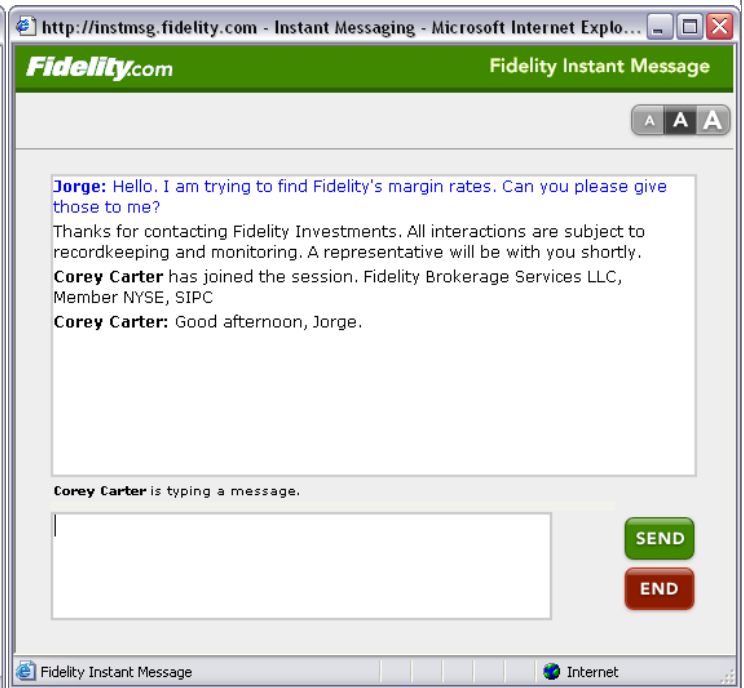 http://instmsg.fidelity.com - Instant Messaging - Microsoft Internet Explo...
Fidelity.com
Fidelity Instant Message
A A A
Jorge: Hello. I am trying to find Fidelity's margin rates. Can you please give
those to me?
Thanks for contacting Fidelity Investments. All interactions are subject to
recordkeeping and monitoring. A representative will be with you shortly.
Corey Carter has joined the session. Fidelity Brokerage Services LLC,
Member NYSE, SIPC
Corey Carter: Good afternoon, Jorge.
Corey Carter is typing a message.
SEND
END
Fidelity Instant Message
Internet